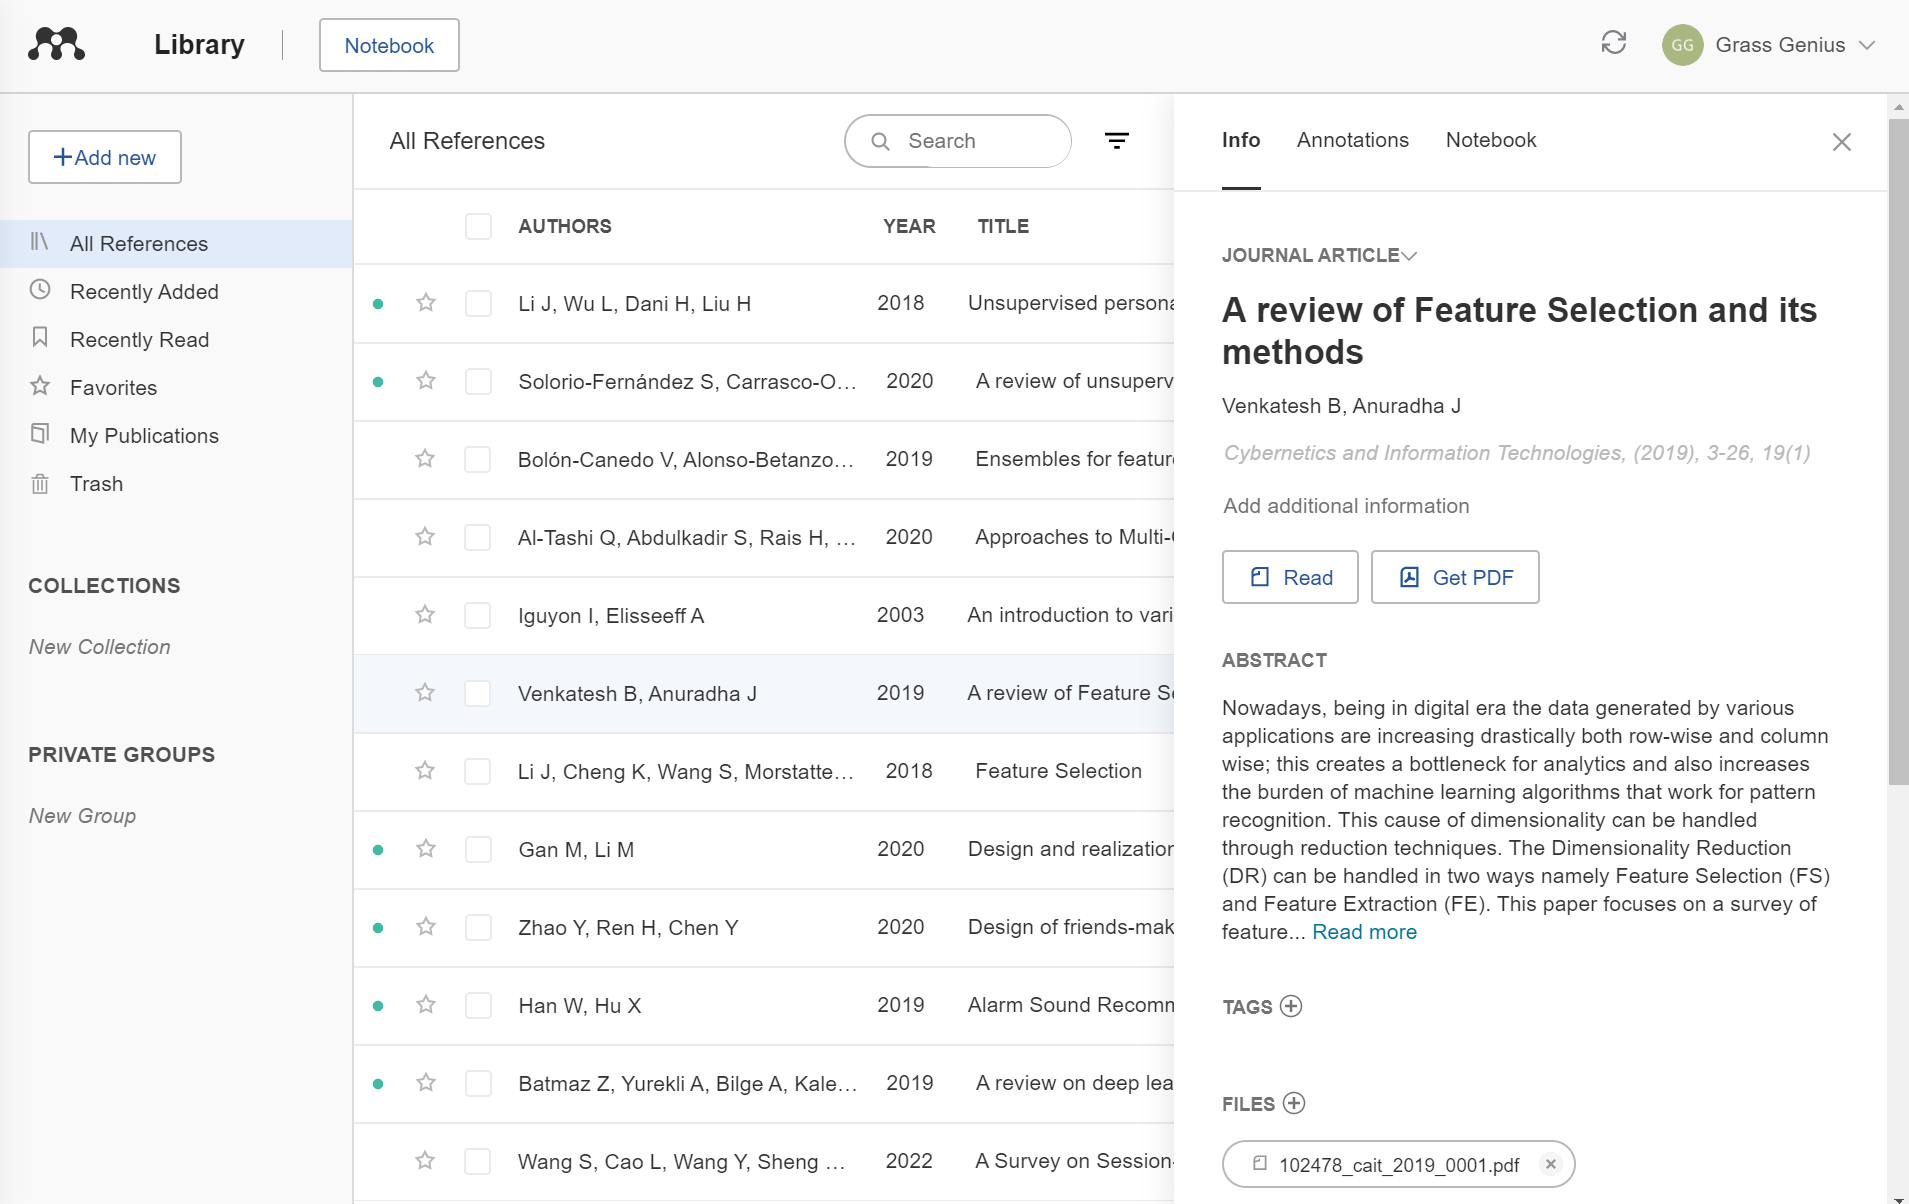 Library
Notebook
GG
Grass Genius
+Add new
All References
Recently Added
Recently Read
Favorites
My Publications
Trash
COLLECTIONS
New Collection
PRIVATE GROUPS
New Group
All References
Search
AUTHORS YEAR TITLE
Li J, Wu L, Dani H, Liu H 2018 Unsupervised persona
Solorio-Fernández S, Carrasco-O… 2020 A review of unsuperv
Bolón-Canedo V, Alonso-Betanzo… 2019 Ensembles for feature
Al-Tashi Q, Abdulkadir S, Rais H, … 2020 Approaches to Multi-
Iguyon I, Elisseeff A 2003 An introduction to vari
Venkatesh B, Anuradha J 2019 A review of Feature Se
Li J, Cheng K, Wang S, Morstatte… 2018 Feature Selection
Gan M, Li M 2020 Design and realization
Zhao Y, Ren H, Chen Y 2020 Design of friends-mak
Han W, Hu X 2019 Alarm Sound Recomm
Batmaz Z, Yurekli A, Bilge A, Kale… 2019 A review on deep lea
Wang S, Cao L, Wang Y, Sheng … 2022 A Survey on Session-
Info
Annotations
Notebook
JOURNAL ARTICLE
A review of Feature Selection and its
methods
Venkatesh B, Anuradha J
Cybernetics and Information Technologies, (2019), 3-26, 19(1)
Add additional information
Read
Get PDF
ABSTRACT
Nowadays, being in digital era the data generated by various
applications are increasing drastically both row-wise and column
wise; this creates a bottleneck for analytics and also increases
the burden of machine learning algorithms that work for pattern
recognition. This cause of dimensionality can be handled
through reduction techniques. The Dimensionality Reduction
(DR) can be handled in two ways namely Feature Selection (FS)
and Feature Extraction (FE). This paper focuses on a survey of
feature... Read more
TAGS
FILES
102478_cait_2019_0001.pdf